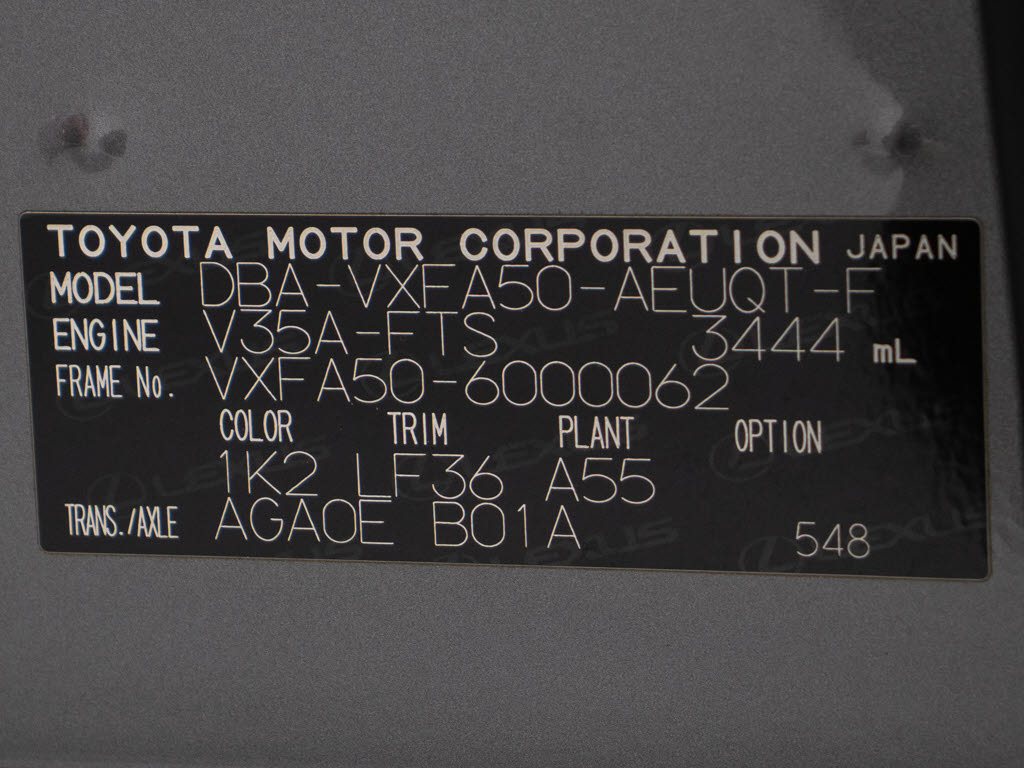 TOYOTA MOTOR CORPORATION JAPAN
MODEL DBA-VXFA50-AEUQT-F
ENGINE V35A-FTS 3444 mL
FRAME No. VXFA50-6000062
COLOR TRIM PLANT OPTION
1K2 LF36 A55
TRANS./AXLE AGA0E B01A 548
LEXUS